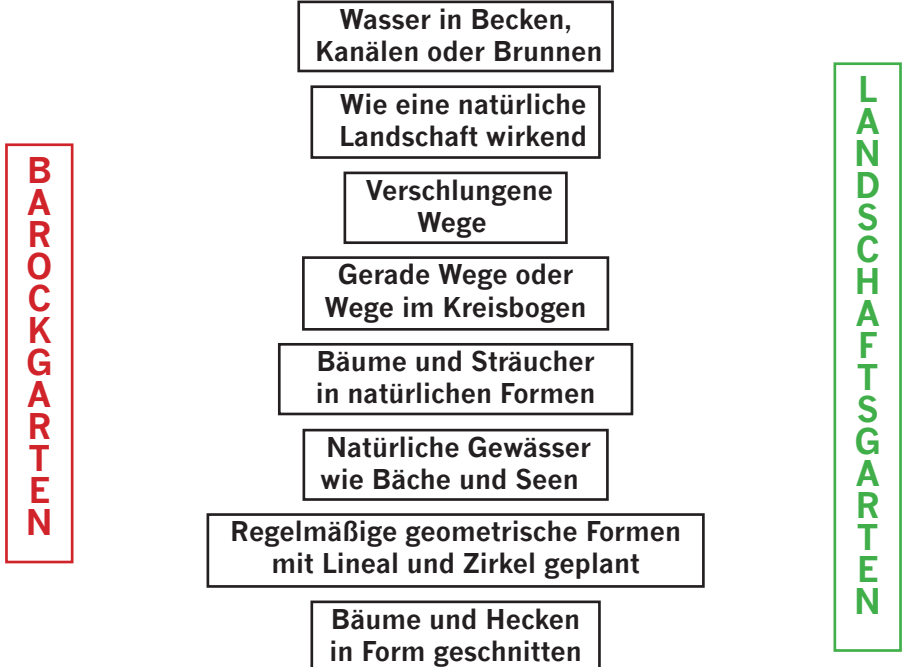 Wasser in Becken,
Kanälen oder Brunnen
Wie eine natürliche
Landschaft wirkend
BAROCKGARTEN
Verschlungene
Wege
Gerade Wege oder
Wege im Kreisbogen
Bäume und Sträucher
in natürlichen Formen
Natürliche Gewässer
wie Bäche und Seen
Regelmäßige geometrische Formen
mit Lineal und Zirkel geplant
Bäume und Hecken
in Form geschnitten
LANDSCHAFTSGARTEN